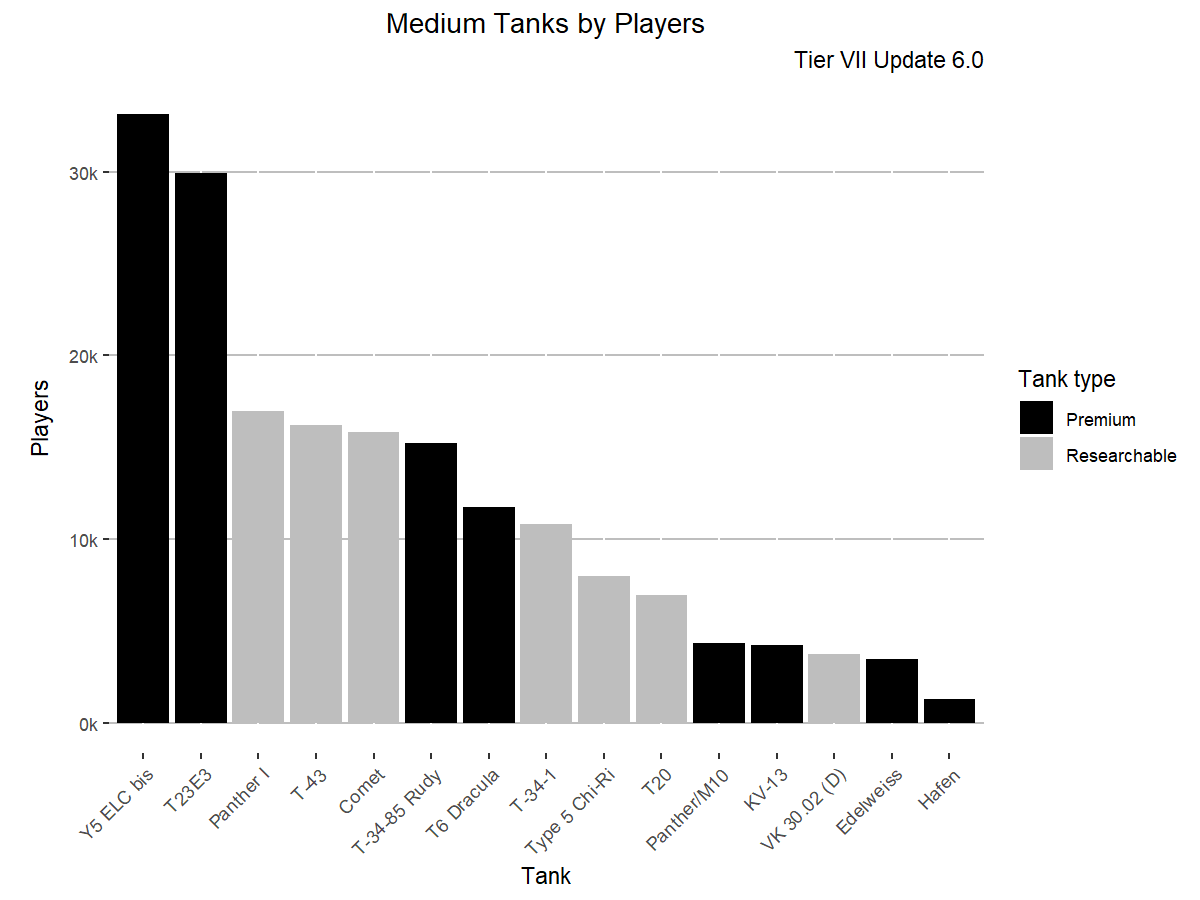 Medium Tanks by Players
Tier VII Update 6.0
30k
20k
10k
0k
Players
Y5 ELC bis
T23E3
Panther I
T-43
Comet
T-34-85 Rudy
T6 Dracula
T-34-1
Type 5 Chi-Ri
T20
Panther/M10
KV-13
VK 30.02 (D)
Edelweiss
Hafen
Tank
Tank type
Premium
Researchable